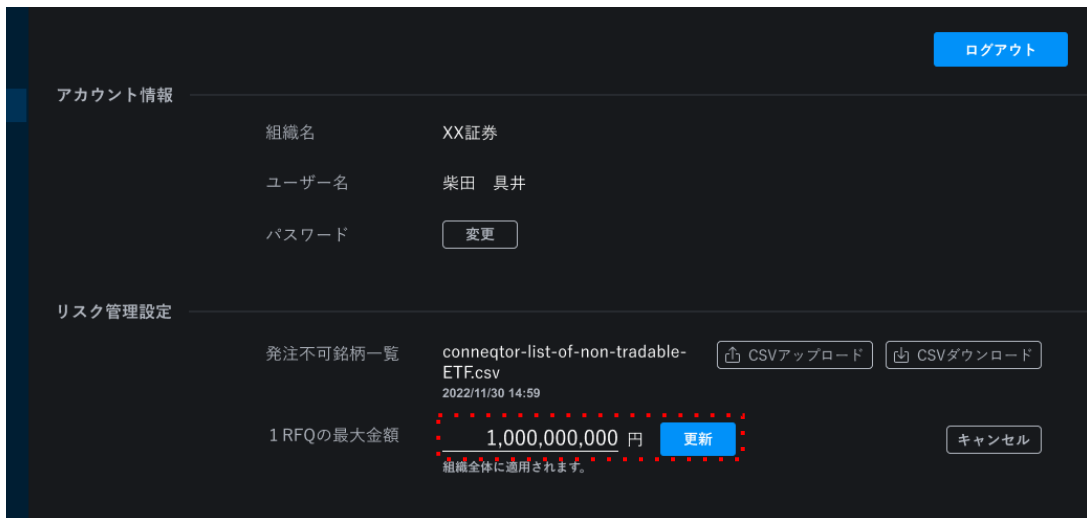 ログアウト
アカウント情報
組織名 XX証券
ユーザー名 柴田　具井
パスワード 変更
リスク管理設定
発注不可銘柄一覧 conneqtor-list-of-non-tradable- CSVアップロード CSVダウンロード
ETF.csv
2022/11/30 14:59
1 RFQの最大金額 1,000,000,000 円 更新 キャンセル
組織全体に適用されます。